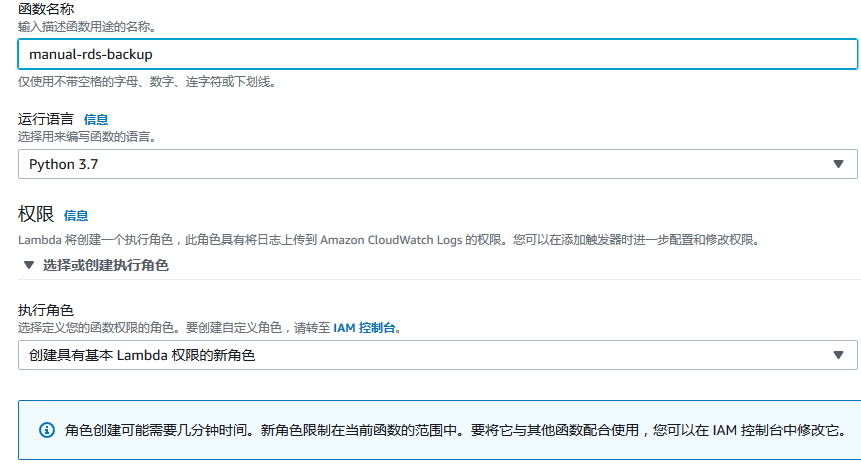 函数名称
输入描述函数用途的名称。
manual-rds-backup
仅使用不带空格的字母、数字、连字符或下划线。
运行语言 信息
选择用来编写函数的语言。
Python 3.7
权限 信息
Lambda 将创建一个执行角色，此角色具有将日志上传到 Amazon CloudWatch Logs 的权限。您可以在添加触发器时进一步配置和修改权限。
选择或创建执行角色
执行角色
选择定义您的函数权限的角色。要创建自定义角色，请转至 IAM 控制台。
创建具有基本 Lambda 权限的新角色
角色创建可能需要几分钟时间。新角色限制在当前函数的范围中。要将它与其他函数配合使用，您可以在 IAM 控制台中修改它。